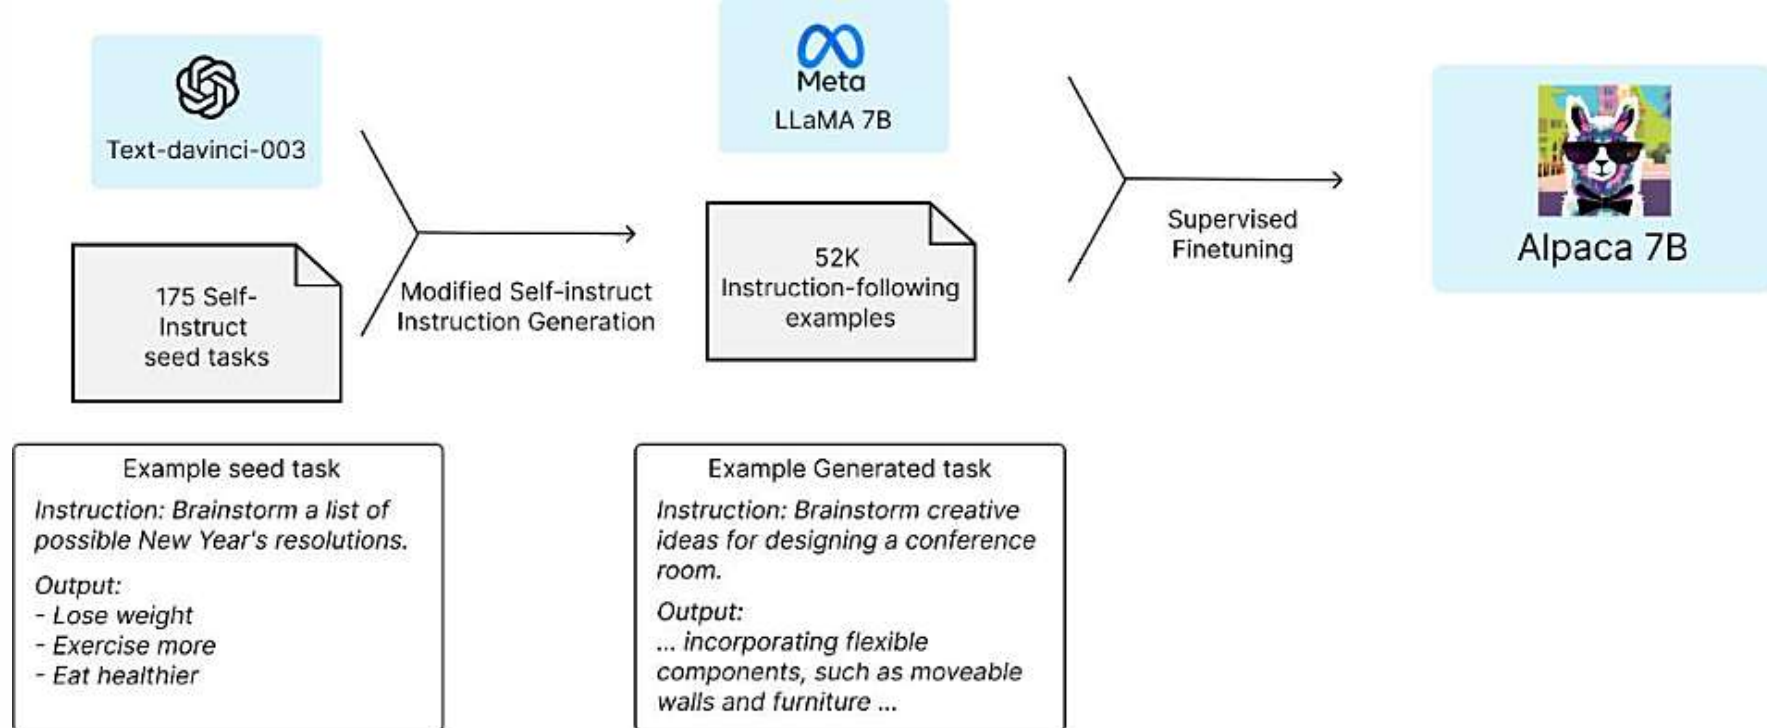 Text-davinci-003
175 Self-
Instruct
seed tasks
Modified Self-instruct
Instruction Generation
Meta
LLaMA 7B
52K
Instruction-following
examples
Supervised
Finetuning
Alpaca 7B
Example seed task
Instruction: Brainstorm a list of
possible New Year's resolutions.
Output:
- Lose weight
- Exercise more
- Eat healthier
Example Generated task
Instruction: Brainstorm creative
ideas for designing a conference
room.
Output:
... incorporating flexible
components, such as moveable
walls and furniture ...